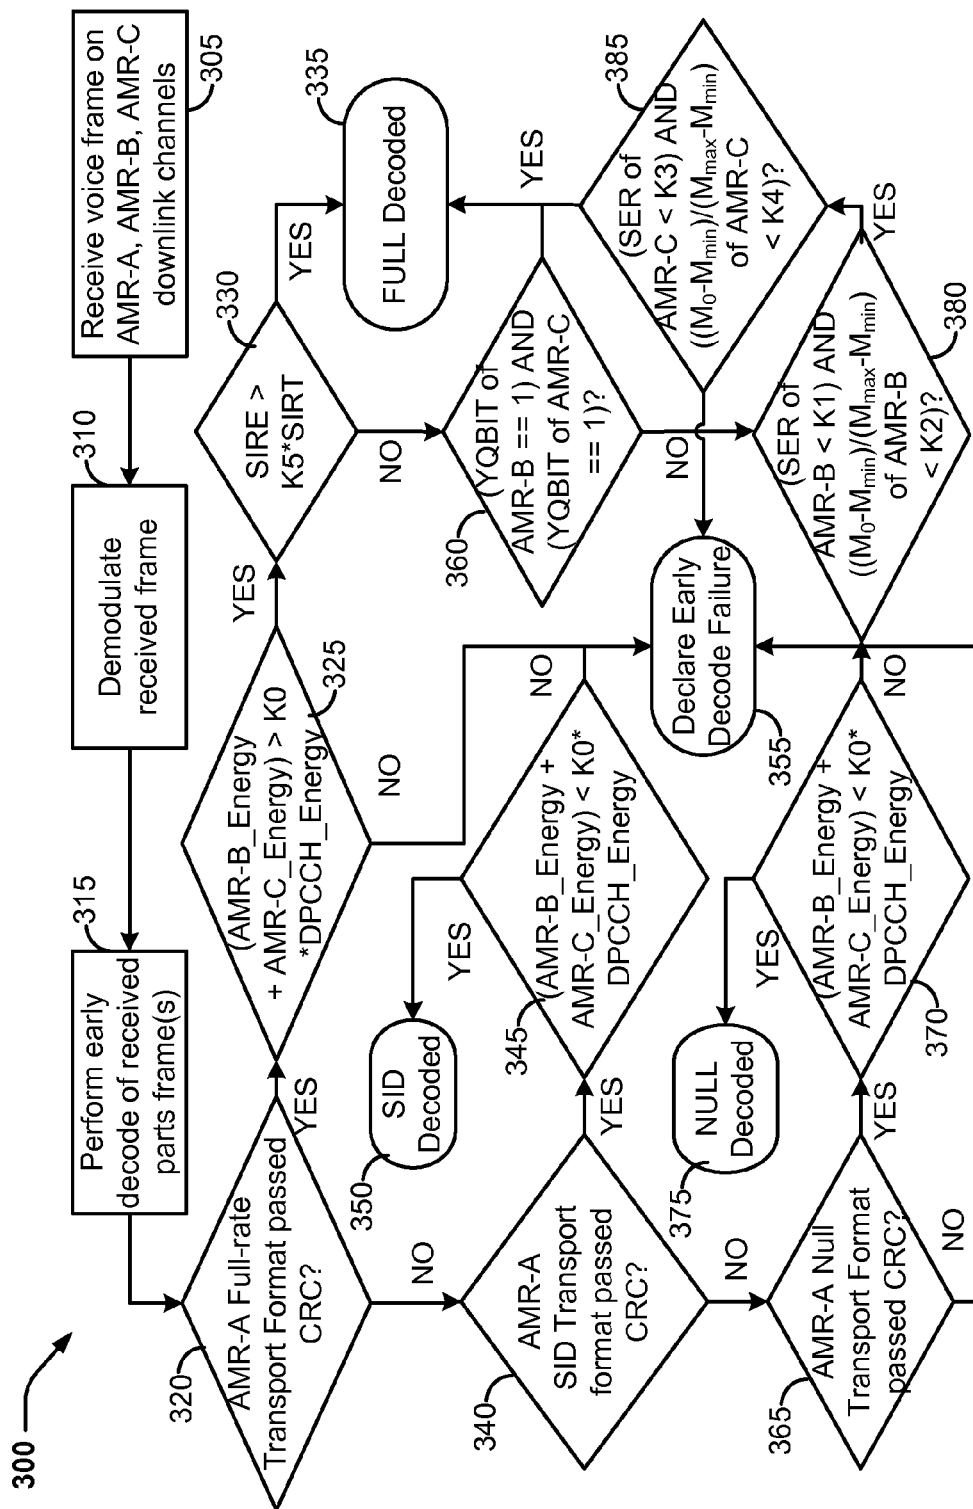 300
305
Receive voice frame on
AMR-A, AMR-B, AMR-C
downlink channels
310
Demodulate
received frame
315
Perform early
decode of received
parts frame(s)
320
AMR-A Full-rate
Transport Format passed
CRC?
YES
NO
325
(AMR-B_Energy
+ AMR-C_Energy) > K0
*DPCCH_Energy
YES
NO
330
SIRE >
K5*SIRT
YES
NO
335
FULL Decoded
340
AMR-A
SID Transport
format passed
CRC?
YES
NO
345
(AMR-B_Energy +
AMR-C_Energy) < K0*
DPCCH_Energy
YES
NO
350
SID
Decoded
355
Declare Early
Decode Failure
360
(YQBIT of
AMR-B == 1) AND
(YQBIT of AMR-C
== 1)?
YES
NO
365
AMR-A Null
Transport Format
passed CRC?
YES
NO
370
(AMR-B_Energy +
AMR-C_Energy) < K0*
DPCCH_Energy
YES
NO
375
NULL
Decoded
380
(SER of
AMR-B < K1) AND
((M0-Mmin)/(Mmax-Mmin)
of AMR-B
< K2)?
YES
385
(SER of
AMR-C < K3) AND
((M0-Mmin)/(Mmax-Mmin)
of AMR-C
< K4)?